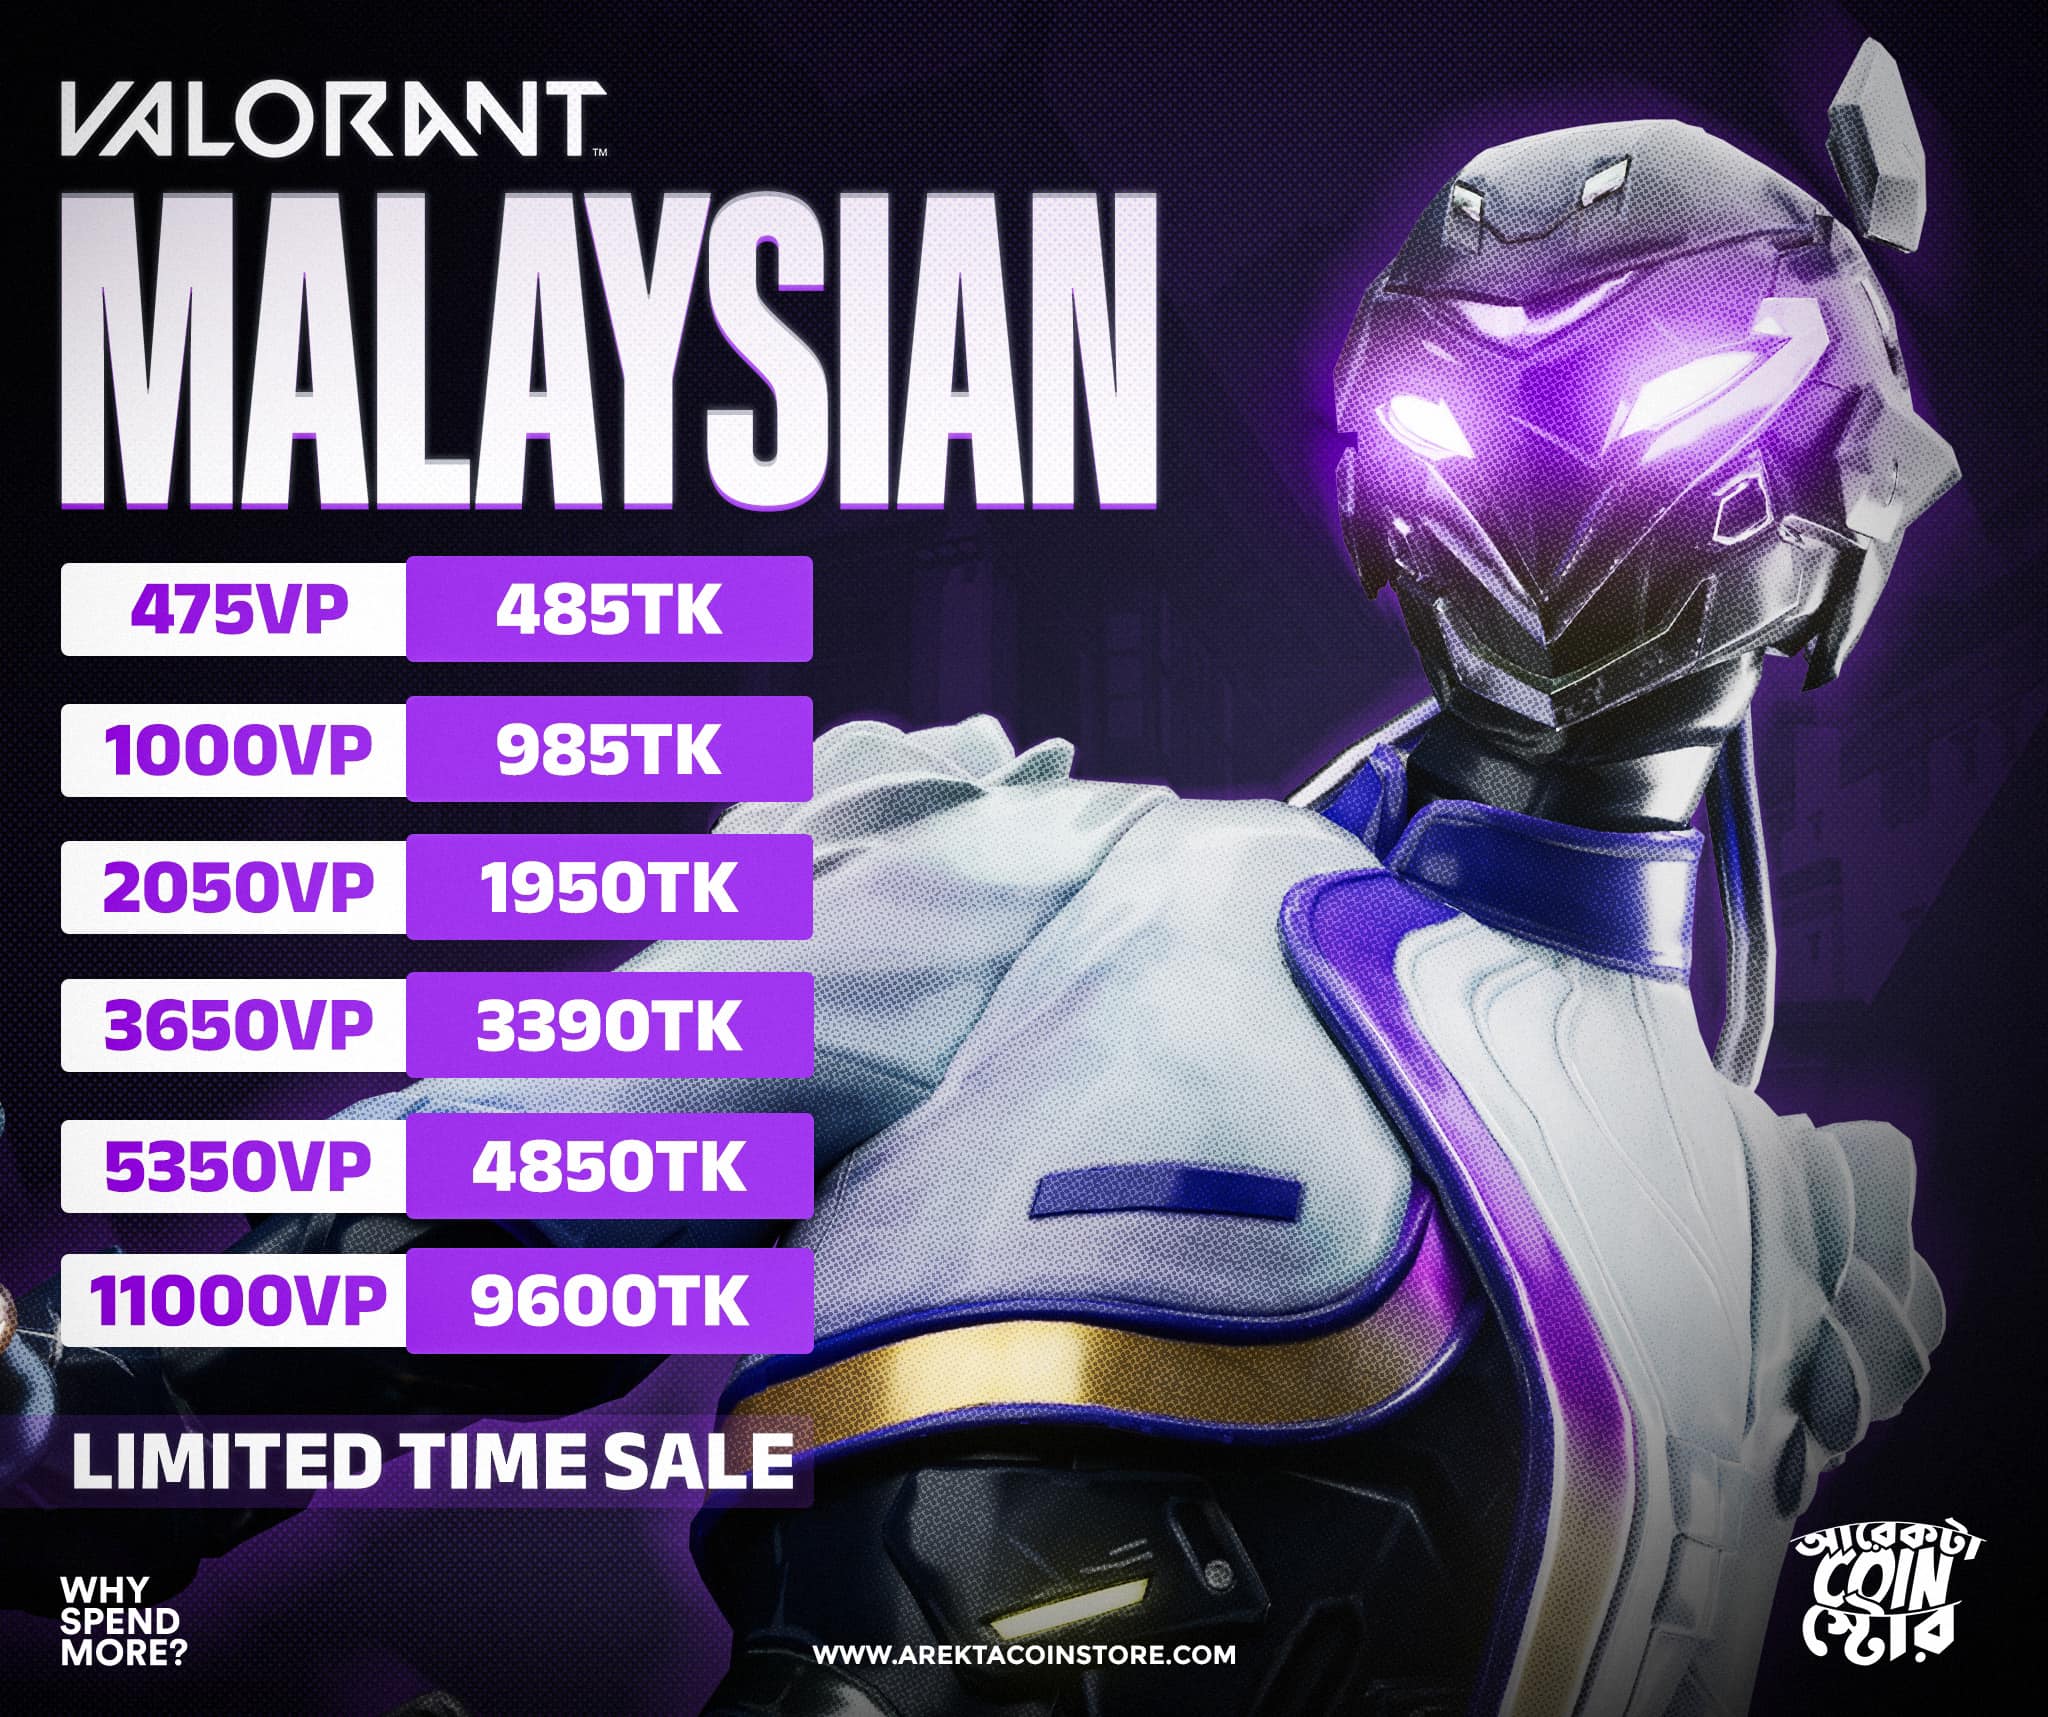 VALORANT™
MALAYSIAN
475VP 485TK
1000VP 985TK
2050VP 1950TK
3650VP 3390TK
5350VP 4850TK
11000VP 9600TK
LIMITED TIME SALE
WHY
SPEND
MORE?
WWW.AREKTACOINSTORE.COM
আরেকটা
COIN
স্টোর